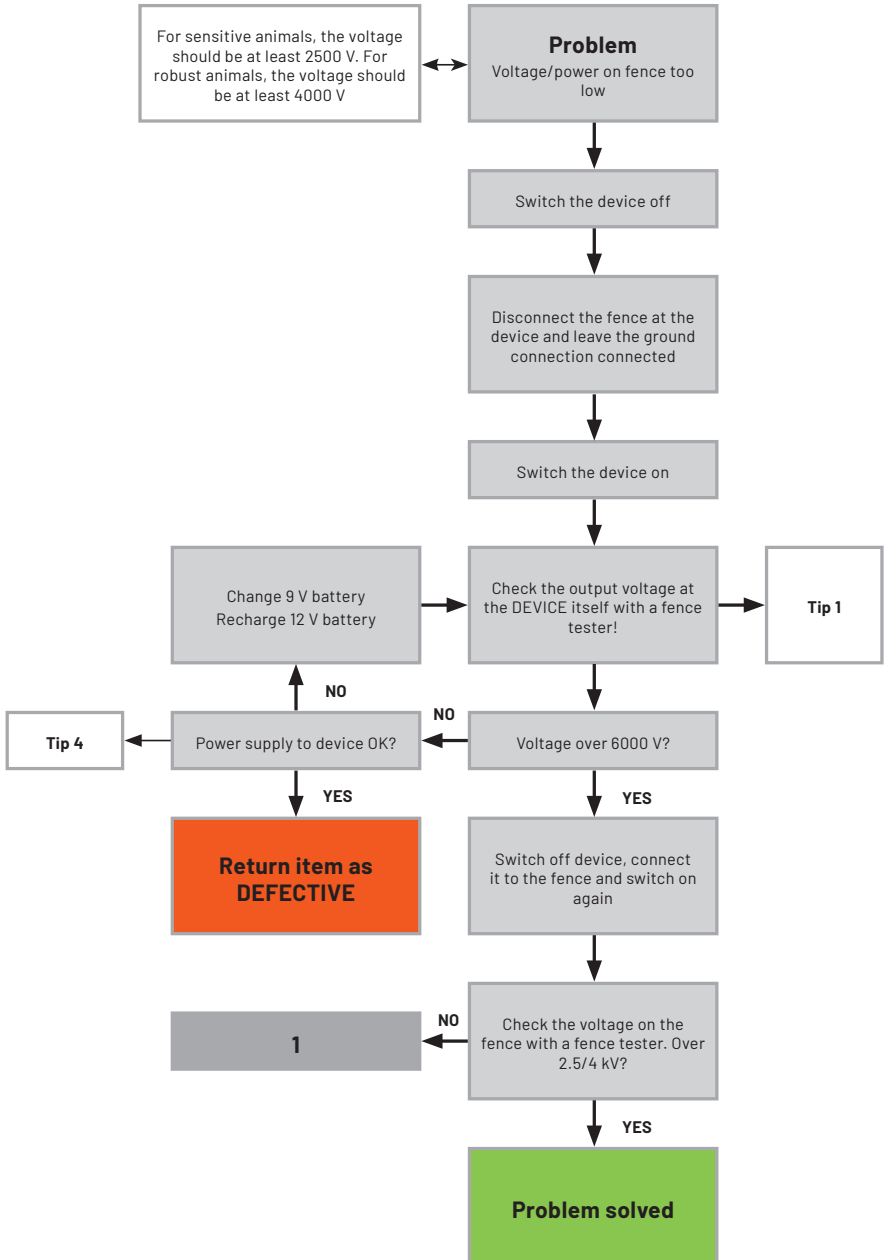 For sensitive animals, the voltage
should be at least 2500 V. For
robust animals, the voltage should
be at least 4000 V
Problem
Voltage/power on fence too
low
Switch the device off
Disconnect the fence at the
device and leave the ground
connection connected
Switch the device on
Change 9 V battery
Recharge 12 V battery
Check the output voltage at
the DEVICE itself with a fence
tester!
Tip 1
NO
Tip 4
Power supply to device OK?
NO
Voltage over 6000 V?
YES
YES
Return item as
DEFECTIVE
Switch off device, connect
it to the fence and switch on
again
1
NO
Check the voltage on the
fence with a fence tester. Over
2.5/4 kV?
YES
Problem solved